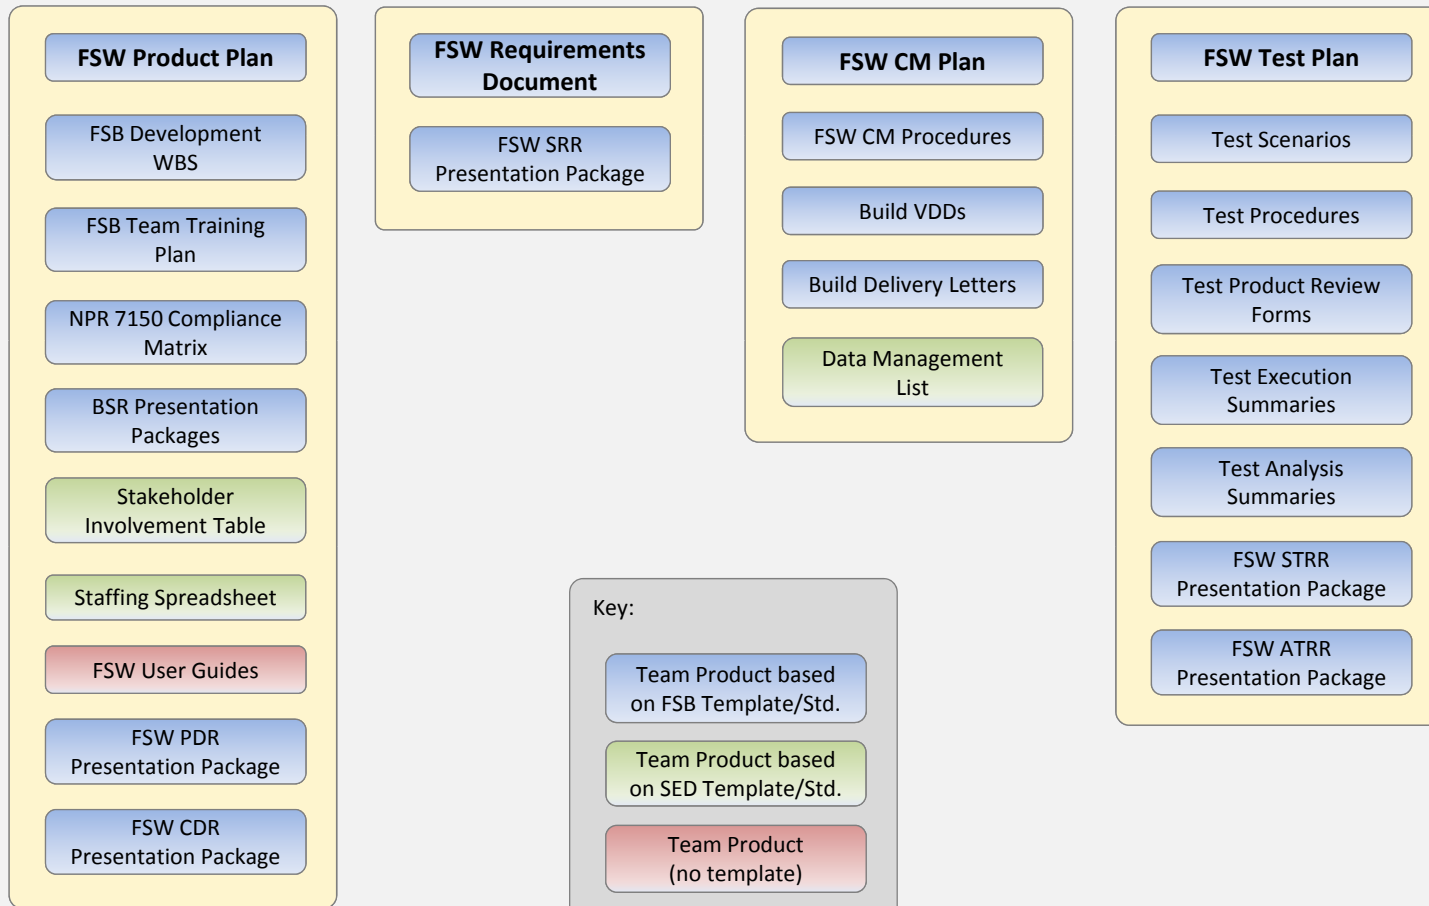 FSW Product Plan
FSB Development
WBS
FSB Team Training
Plan
NPR 7150 Compliance
Matrix
BSR Presentation
Packages
Stakeholder
Involvement Table
Staffing Spreadsheet
FSW User Guides
FSW PDR
Presentation Package
FSW CDR
Presentation Package
FSW Requirements
Document
FSW SRR
Presentation Package
FSW CM Plan
FSW CM Procedures
Build VDDs
Build Delivery Letters
Data Management
List
FSW Test Plan
Test Scenarios
Test Procedures
Test Product Review
Forms
Test Execution
Summaries
Test Analysis
Summaries
FSW STRR
Presentation Package
FSW ATRR
Presentation Package
Key:
Team Product based
on FSB Template/Std.
Team Product based
on SED Template/Std.
Team Product
(no template)